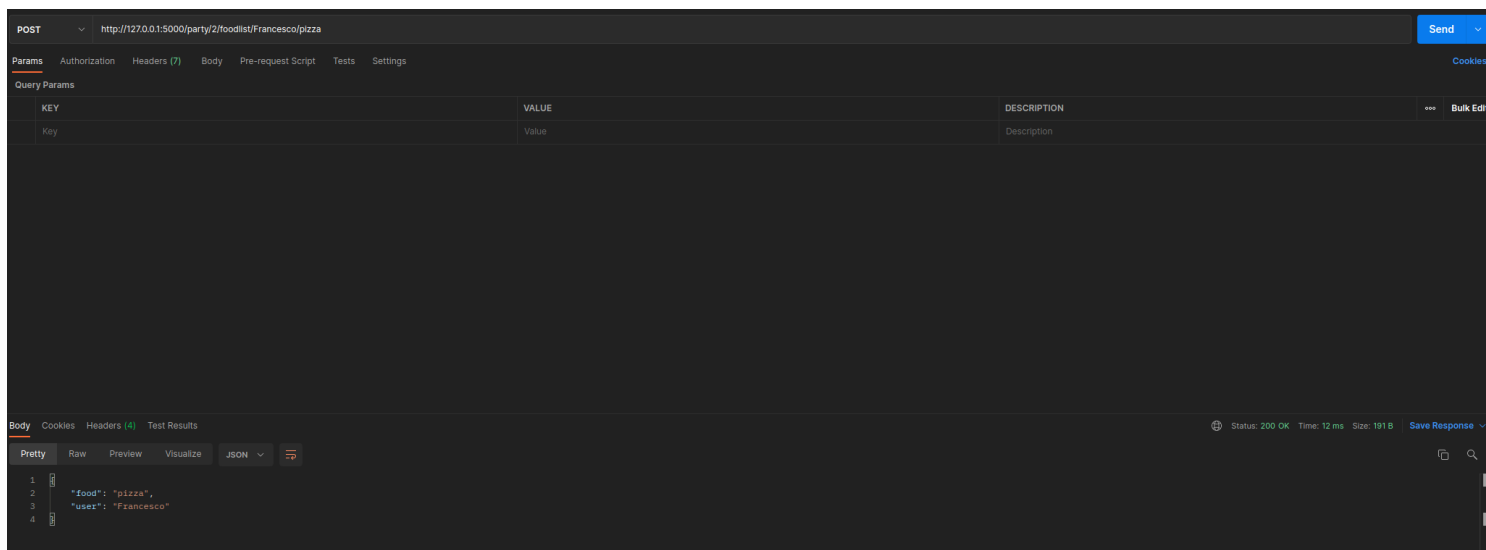 POST http://127.0.0.1:5000/party/2/foodlist/Francesco/pizza Send
Params Authorization Headers (7) Body Pre-request Script Tests Settings Cookies
Query Params
KEY VALUE DESCRIPTION ooo Bulk Edit
Key Value Description
Body Cookies Headers (4) Test Results Status: 200 OK Time: 12 ms Size: 191 B Save Response
Pretty Raw Preview Visualize JSON
1 {
2 "food": "pizza",
3 "user": "Francesco"
4 }